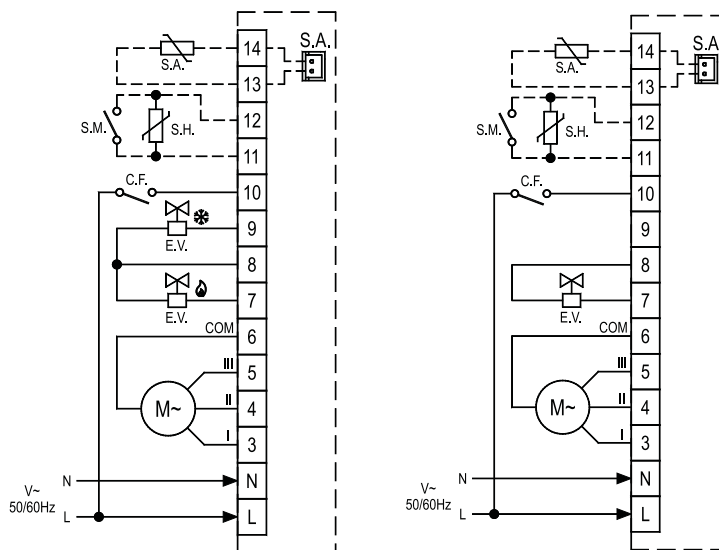 14
S.A.
S.A.
13
12
S.M.
S.H.
11
C.F.
10
9
E.V.
8
7
E.V.
COM
6
III
5
M~
II
4
I
3
V~
50/60Hz
N
N
L
L
14
S.A
S.A.
13
12
S.M.
S.H.
11
C.F.
10
9
8
7
E.V.
COM
6
III
5
M~
II
4
I
3
V~
50/60Hz
N
N
L
L